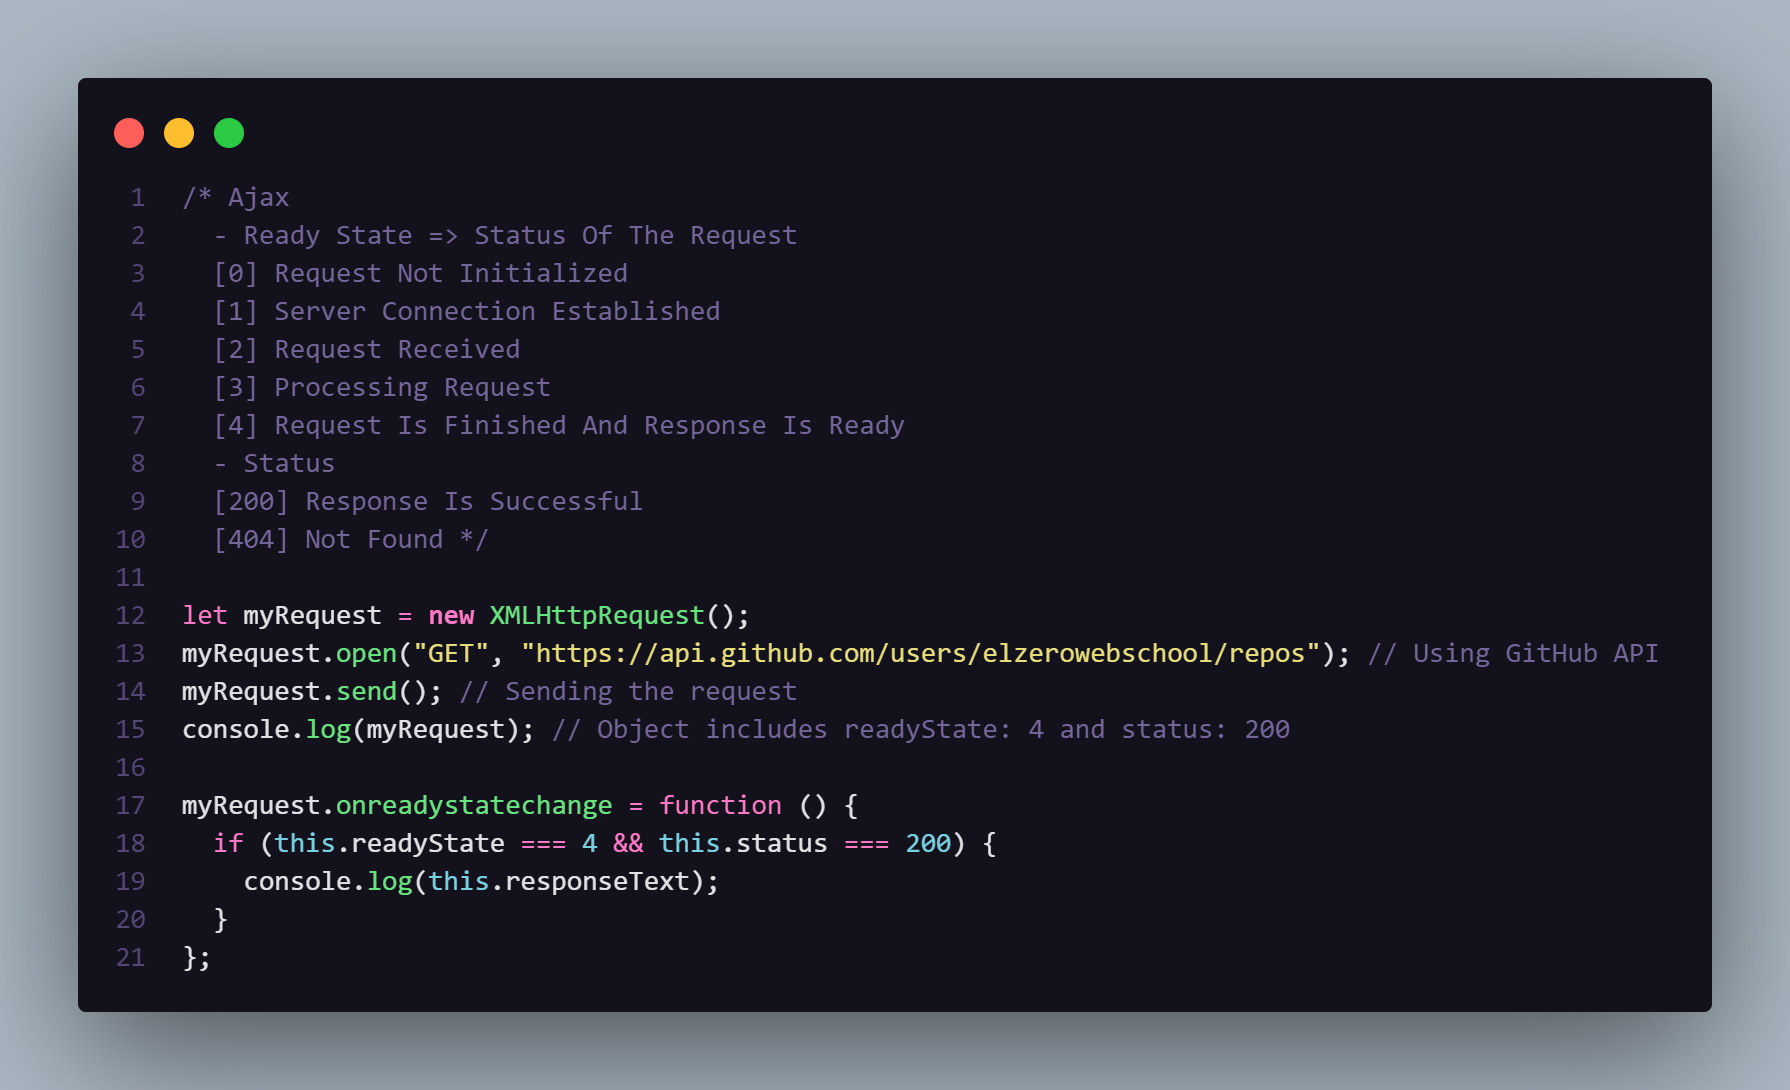 1 /* Ajax
2   - Ready State => Status Of The Request
3   [0] Request Not Initialized
4   [1] Server Connection Established
5   [2] Request Received
6   [3] Processing Request
7   [4] Request Is Finished And Response Is Ready
8   - Status
9   [200] Response Is Successful
10   [404] Not Found */
11
12 let myRequest = new XMLHttpRequest();
13 myRequest.open("GET", "https://api.github.com/users/elzerowebschool/repos"); // Using GitHub API
14 myRequest.send(); // Sending the request
15 console.log(myRequest); // Object includes readyState: 4 and status: 200
16
17 myRequest.onreadystatechange = function () {
18   if (this.readyState === 4 && this.status === 200) {
19     console.log(this.responseText);
20   }
21 };